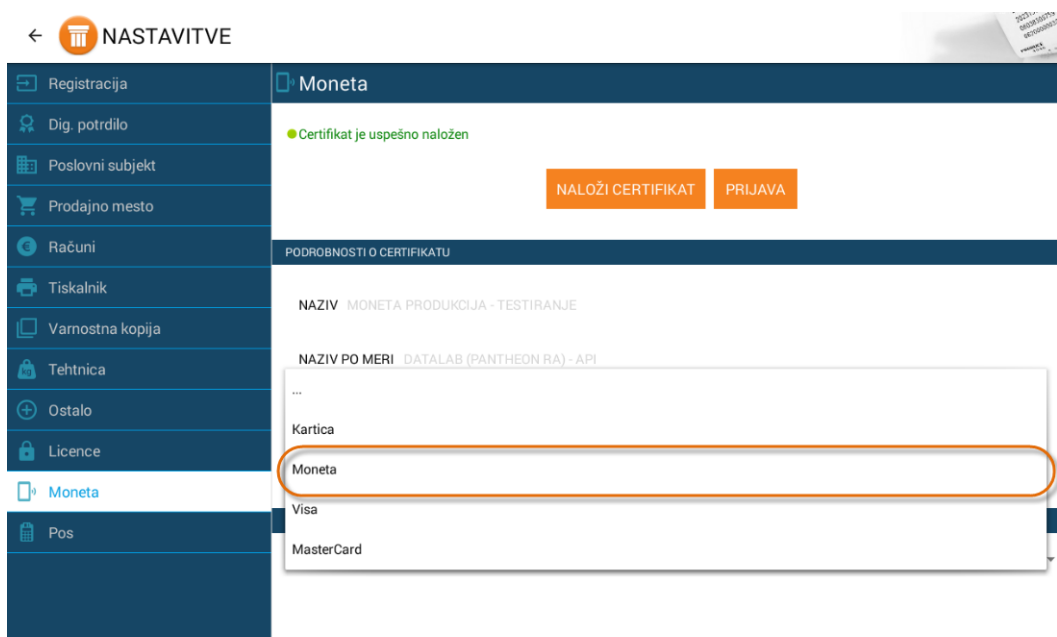 NASTAVITVE
Registracija
Dig. potrdilo
Poslovni subjekt
Prodajno mesto
Računi
Tiskalnik
Varnostna kopija
Tehtnica
Ostalo
Licence
Moneta
Pos
Moneta
Certifikat je uspešno naložen
NALOŽI CERTIFIKAT PRIJAVA
PODROBNOSTI O CERTIFIKATU
NAZIV MONETA PRODUKCIJA - TESTIRANJE
NAZIV PO MERI DATALAB (PANTHEON RA) - API
...
Kartica
Moneta
Visa
MasterCard